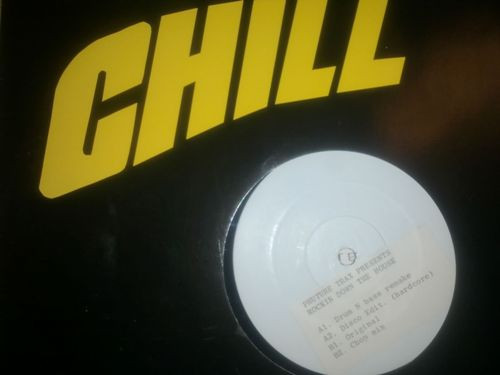 CHILL
PHUTURE TRAX PRESENTS
ROCKIN DOWN THE HOUSE
A1. Drum N bass remake
A2. Disco Edit. (hardcore)
B1. Original
B2. Chop mix